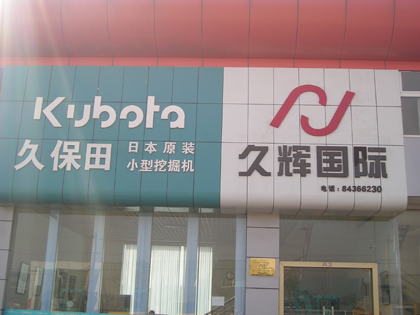 Kubota
久保田
日本原装
小型挖掘机
久辉国际
电话:84366230